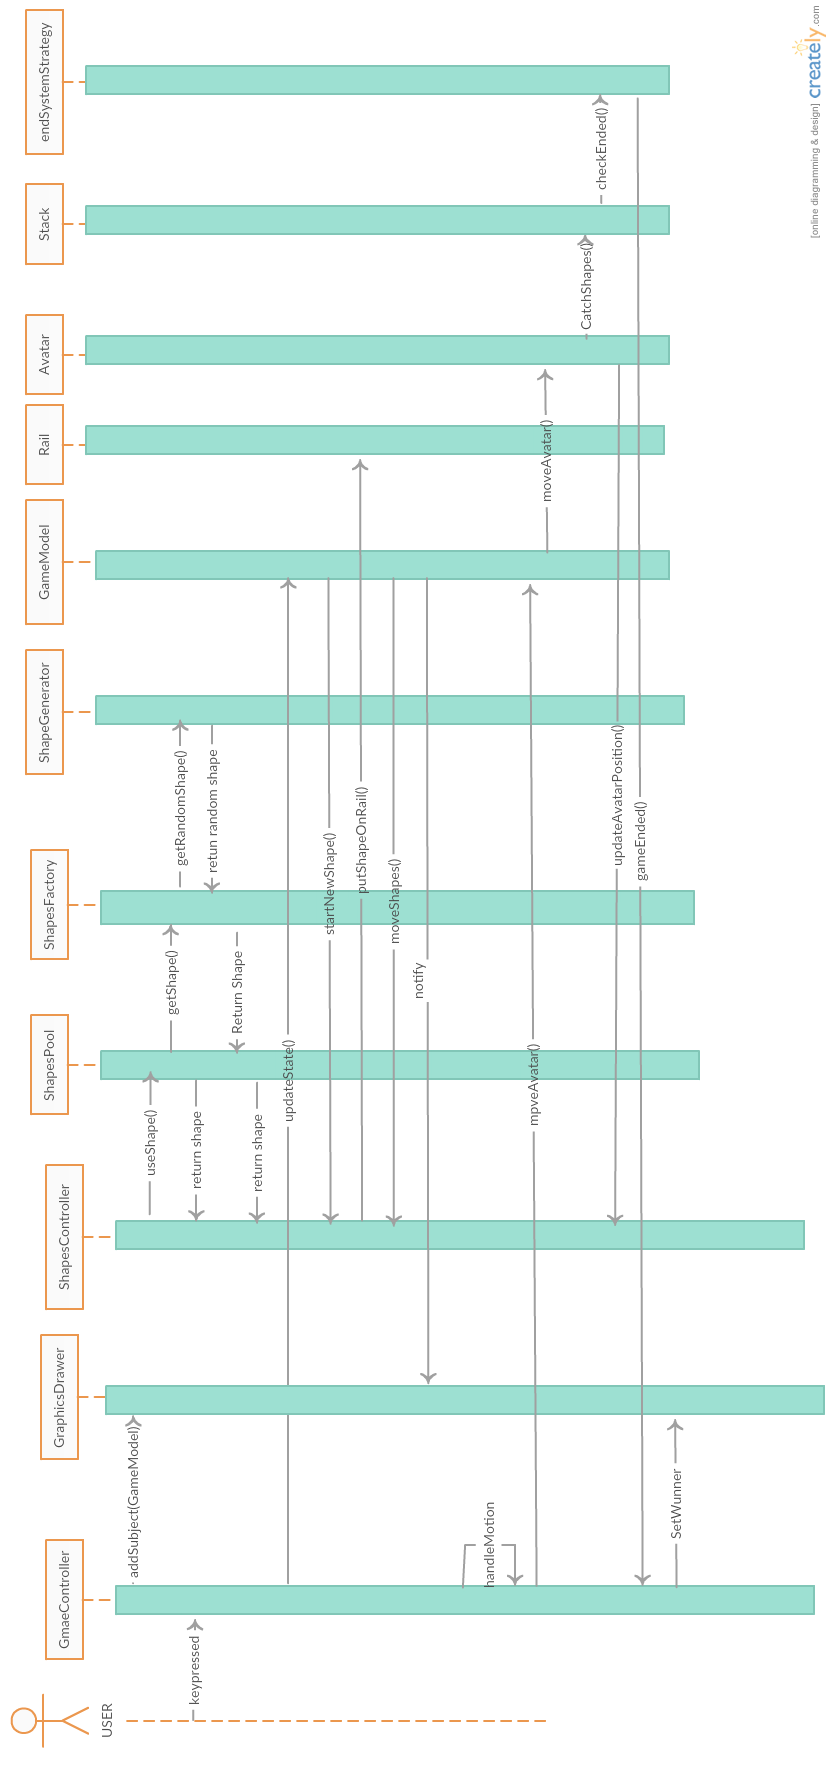 USER
GmaeController
GraphicsDrawer
ShapesController
ShapesPool
ShapesFactory
ShapeGenerator
GameModel
Rail
Avatar
Stack
endSystemStrategy
addSubject(GameModel)
useShape()
getShape()
getRandomShape()
keypressed
return shape
retun random shape
Return Shape
return shape
updateState()
startNewShape()
putShapeOnRail()
moveShapes()
notify
handleMotion
mpveAvatar()
moveAvatar()
CatchShapes()
checkEnded()
updateAvatarPosition()
gameEnded()
SetWunner
[online diagramming & design] creately.com